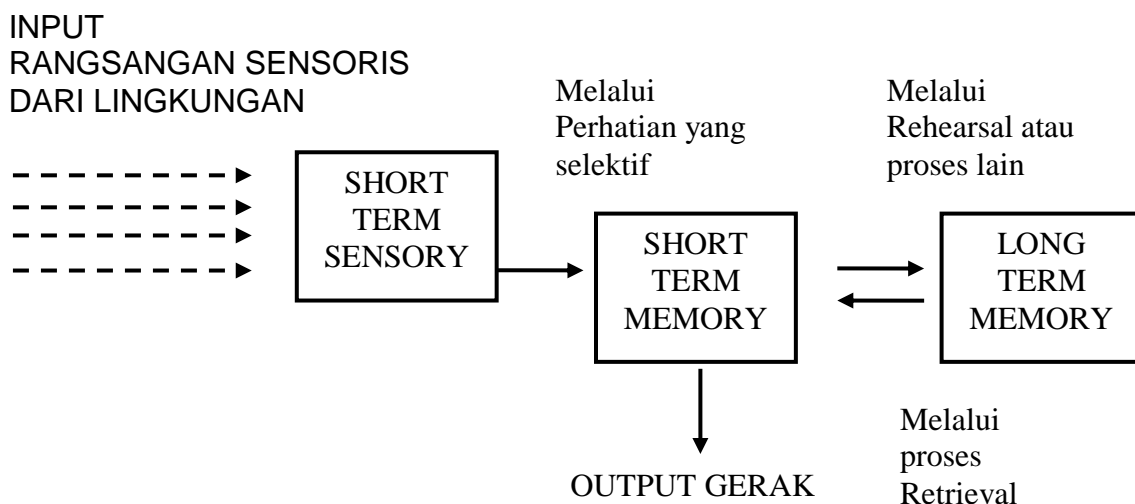 INPUT
RANGSANGAN SENSORIS
DARI LINGKUNGAN
SHORT
TERM
SENSORY
Melalui
Perhatian yang
selektif
SHORT
TERM
MEMORY
Melalui
Rehearsal atau
proses lain
LONG
TERM
MEMORY
OUTPUT GERAK
Melalui
proses
Retrieval